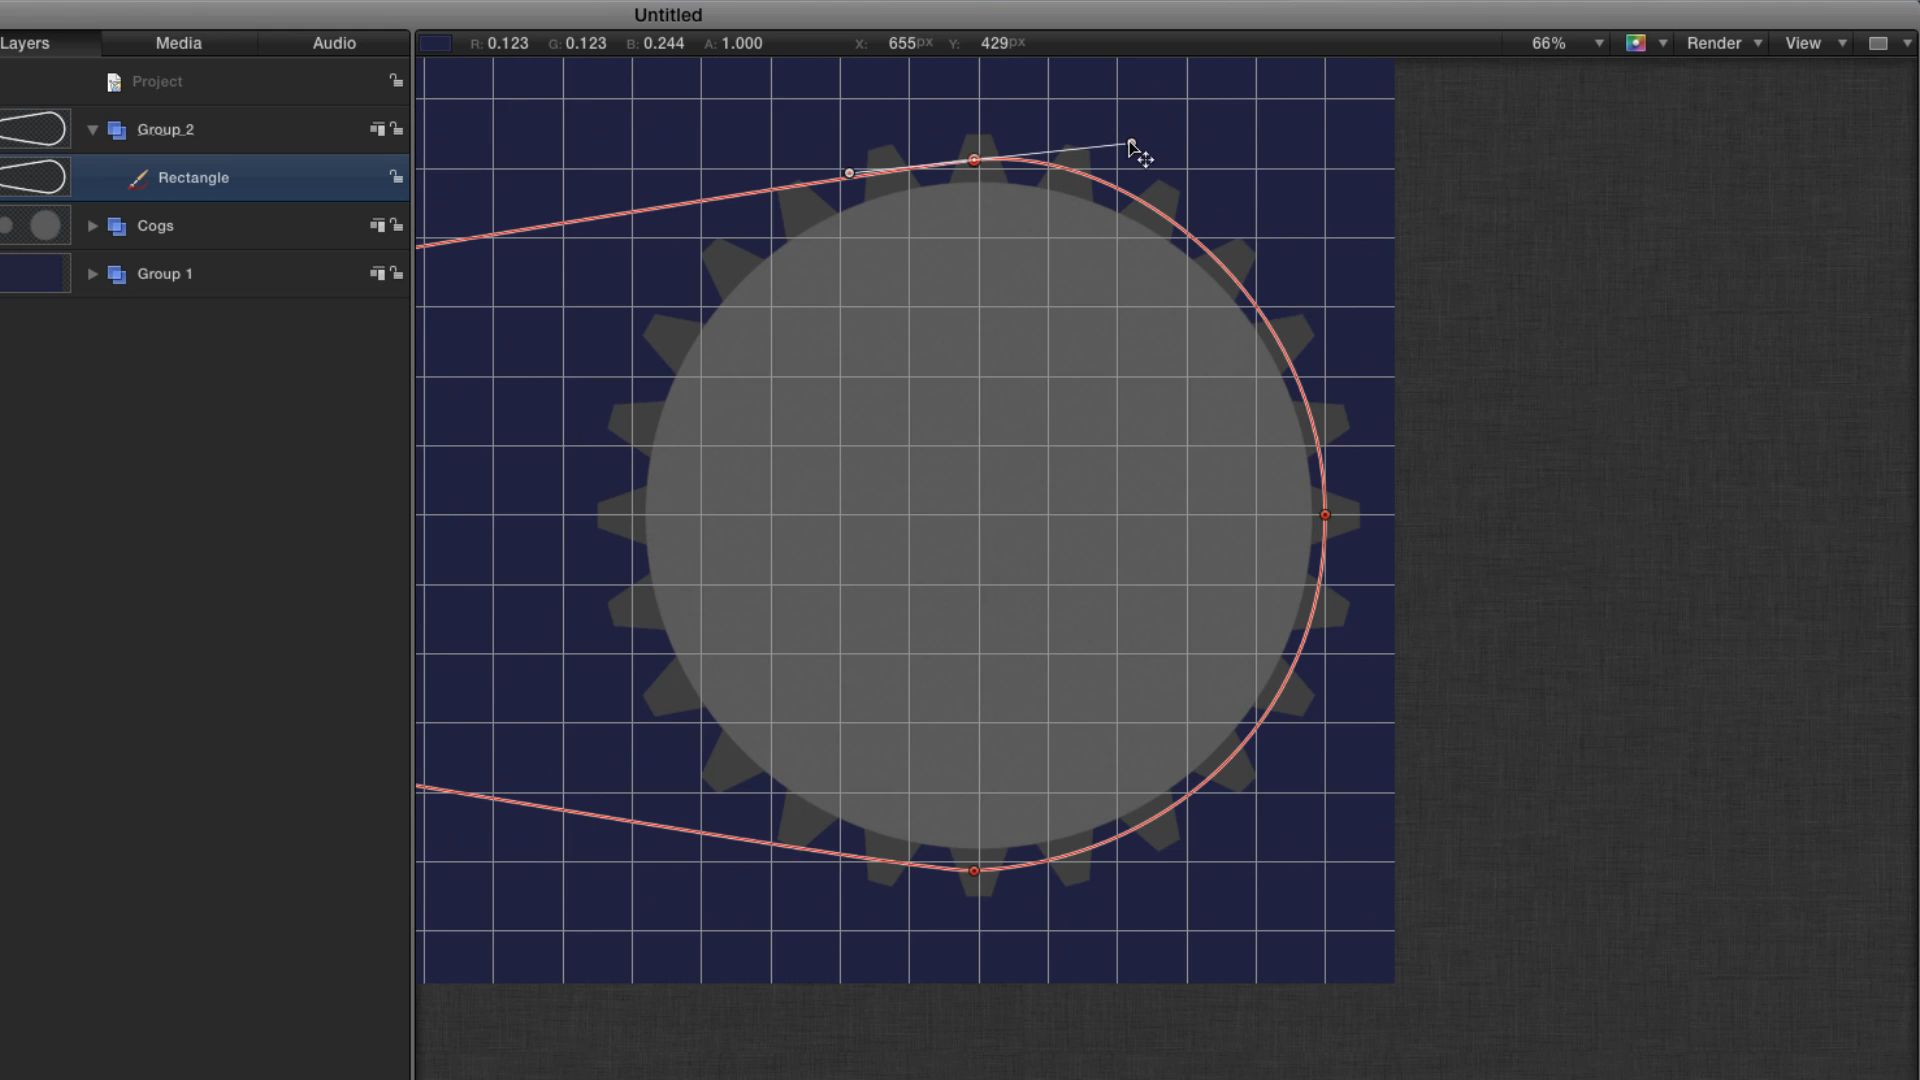 Untitled
Layers Media Audio
R: 0.123 G: 0.123 B: 0.244 A: 1.000 X: 655px Y: 429px 66% Render View
Project
Group 2
Rectangle
Cogs
Group 1